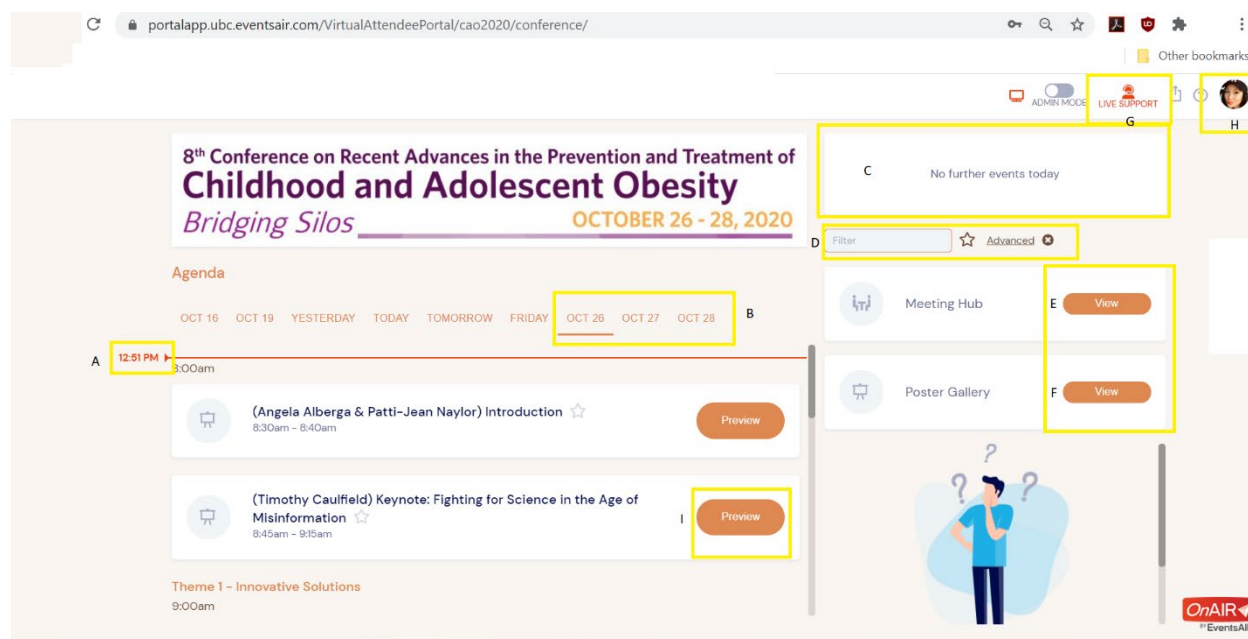 portalapp.ubc.eventsair.com/VirtualAttendeePortal/cao2020/conference/
Other bookmarks
ADMIN MODE
LIVE SUPPORT
G
H
8th Conference on Recent Advances in the Prevention and Treatment of
Childhood and Adolescent Obesity
Bridging Silos OCTOBER 26 - 28, 2020
C
No further events today
D
Filter
Advanced
Agenda
OCT 16 OCT 19 YESTERDAY TODAY TOMORROW FRIDAY OCT 26 OCT 27 OCT 28
B
Meeting Hub
E
View
A
12:51 PM
:00am
(Angela Alberga & Patti-Jean Naylor) Introduction
8:30am - 8:40am
Preview
Poster Gallery
F
View
(Timothy Caulfield) Keynote: Fighting for Science in the Age of
Misinformation
8:45am - 9:15am
I
Preview
Theme 1 - Innovative Solutions
9:00am
OnAIR
BY EventsAI